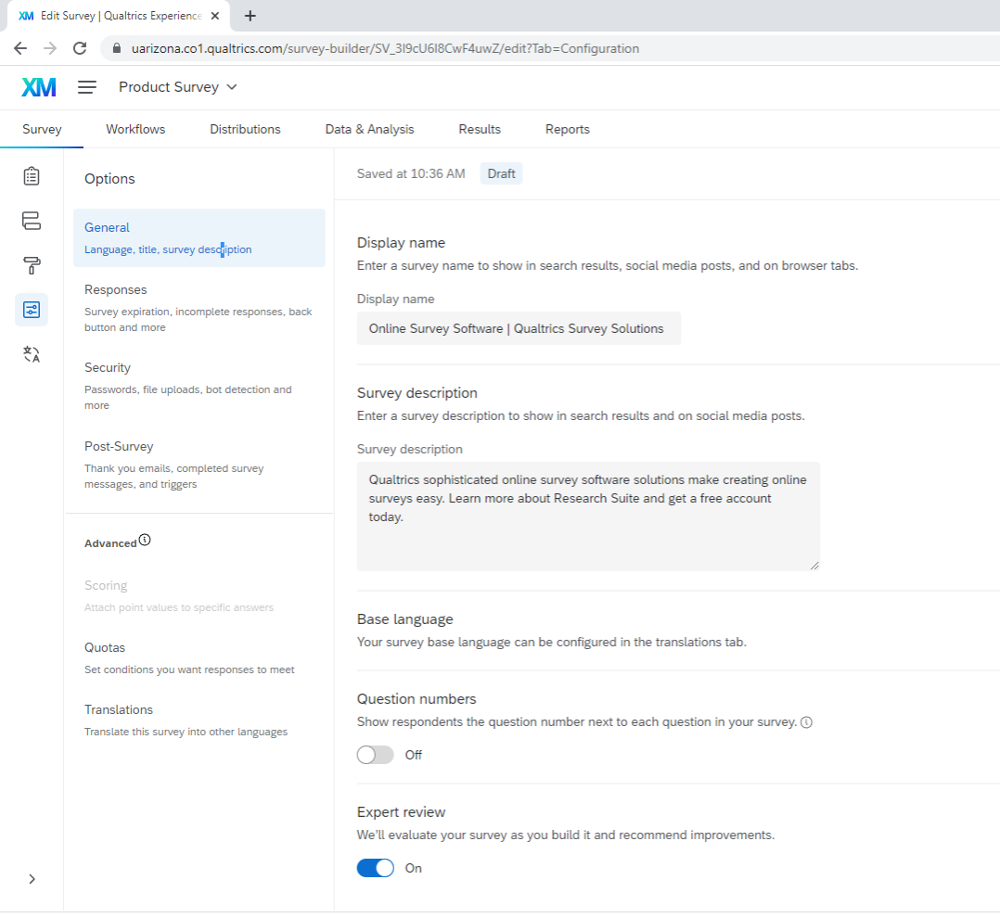 XM Edit Survey | Qualtrics Experience
uarizona.co1.qualtrics.com/survey-builder/SV_3I9cU6I8CwF4uwZ/edit?Tab=Configuration
XM Product Survey
Survey Workflows Distributions Data & Analysis Results Reports
Options
General
Language, title, survey description
Responses
Survey expiration, incomplete responses, back
button and more
Security
Passwords, file uploads, bot detection and
more
Post-Survey
Thank you emails, completed survey
messages, and triggers
Advanced
Scoring
Attach point values to specific answers
Quotas
Set conditions you want responses to meet
Translations
Translate this survey into other languages
Saved at 10:36 AM Draft
Display name
Enter a survey name to show in search results, social media posts, and on browser tabs.
Display name
Online Survey Software | Qualtrics Survey Solutions
Survey description
Enter a survey description to show in search results and on social media posts.
Survey description
Qualtrics sophisticated online survey software solutions make creating online
surveys easy. Learn more about Research Suite and get a free account
today.
Base language
Your survey base language can be configured in the translations tab.
Question numbers
Show respondents the question number next to each question in your survey.
Off
Expert review
We'll evaluate your survey as you build it and recommend improvements.
On